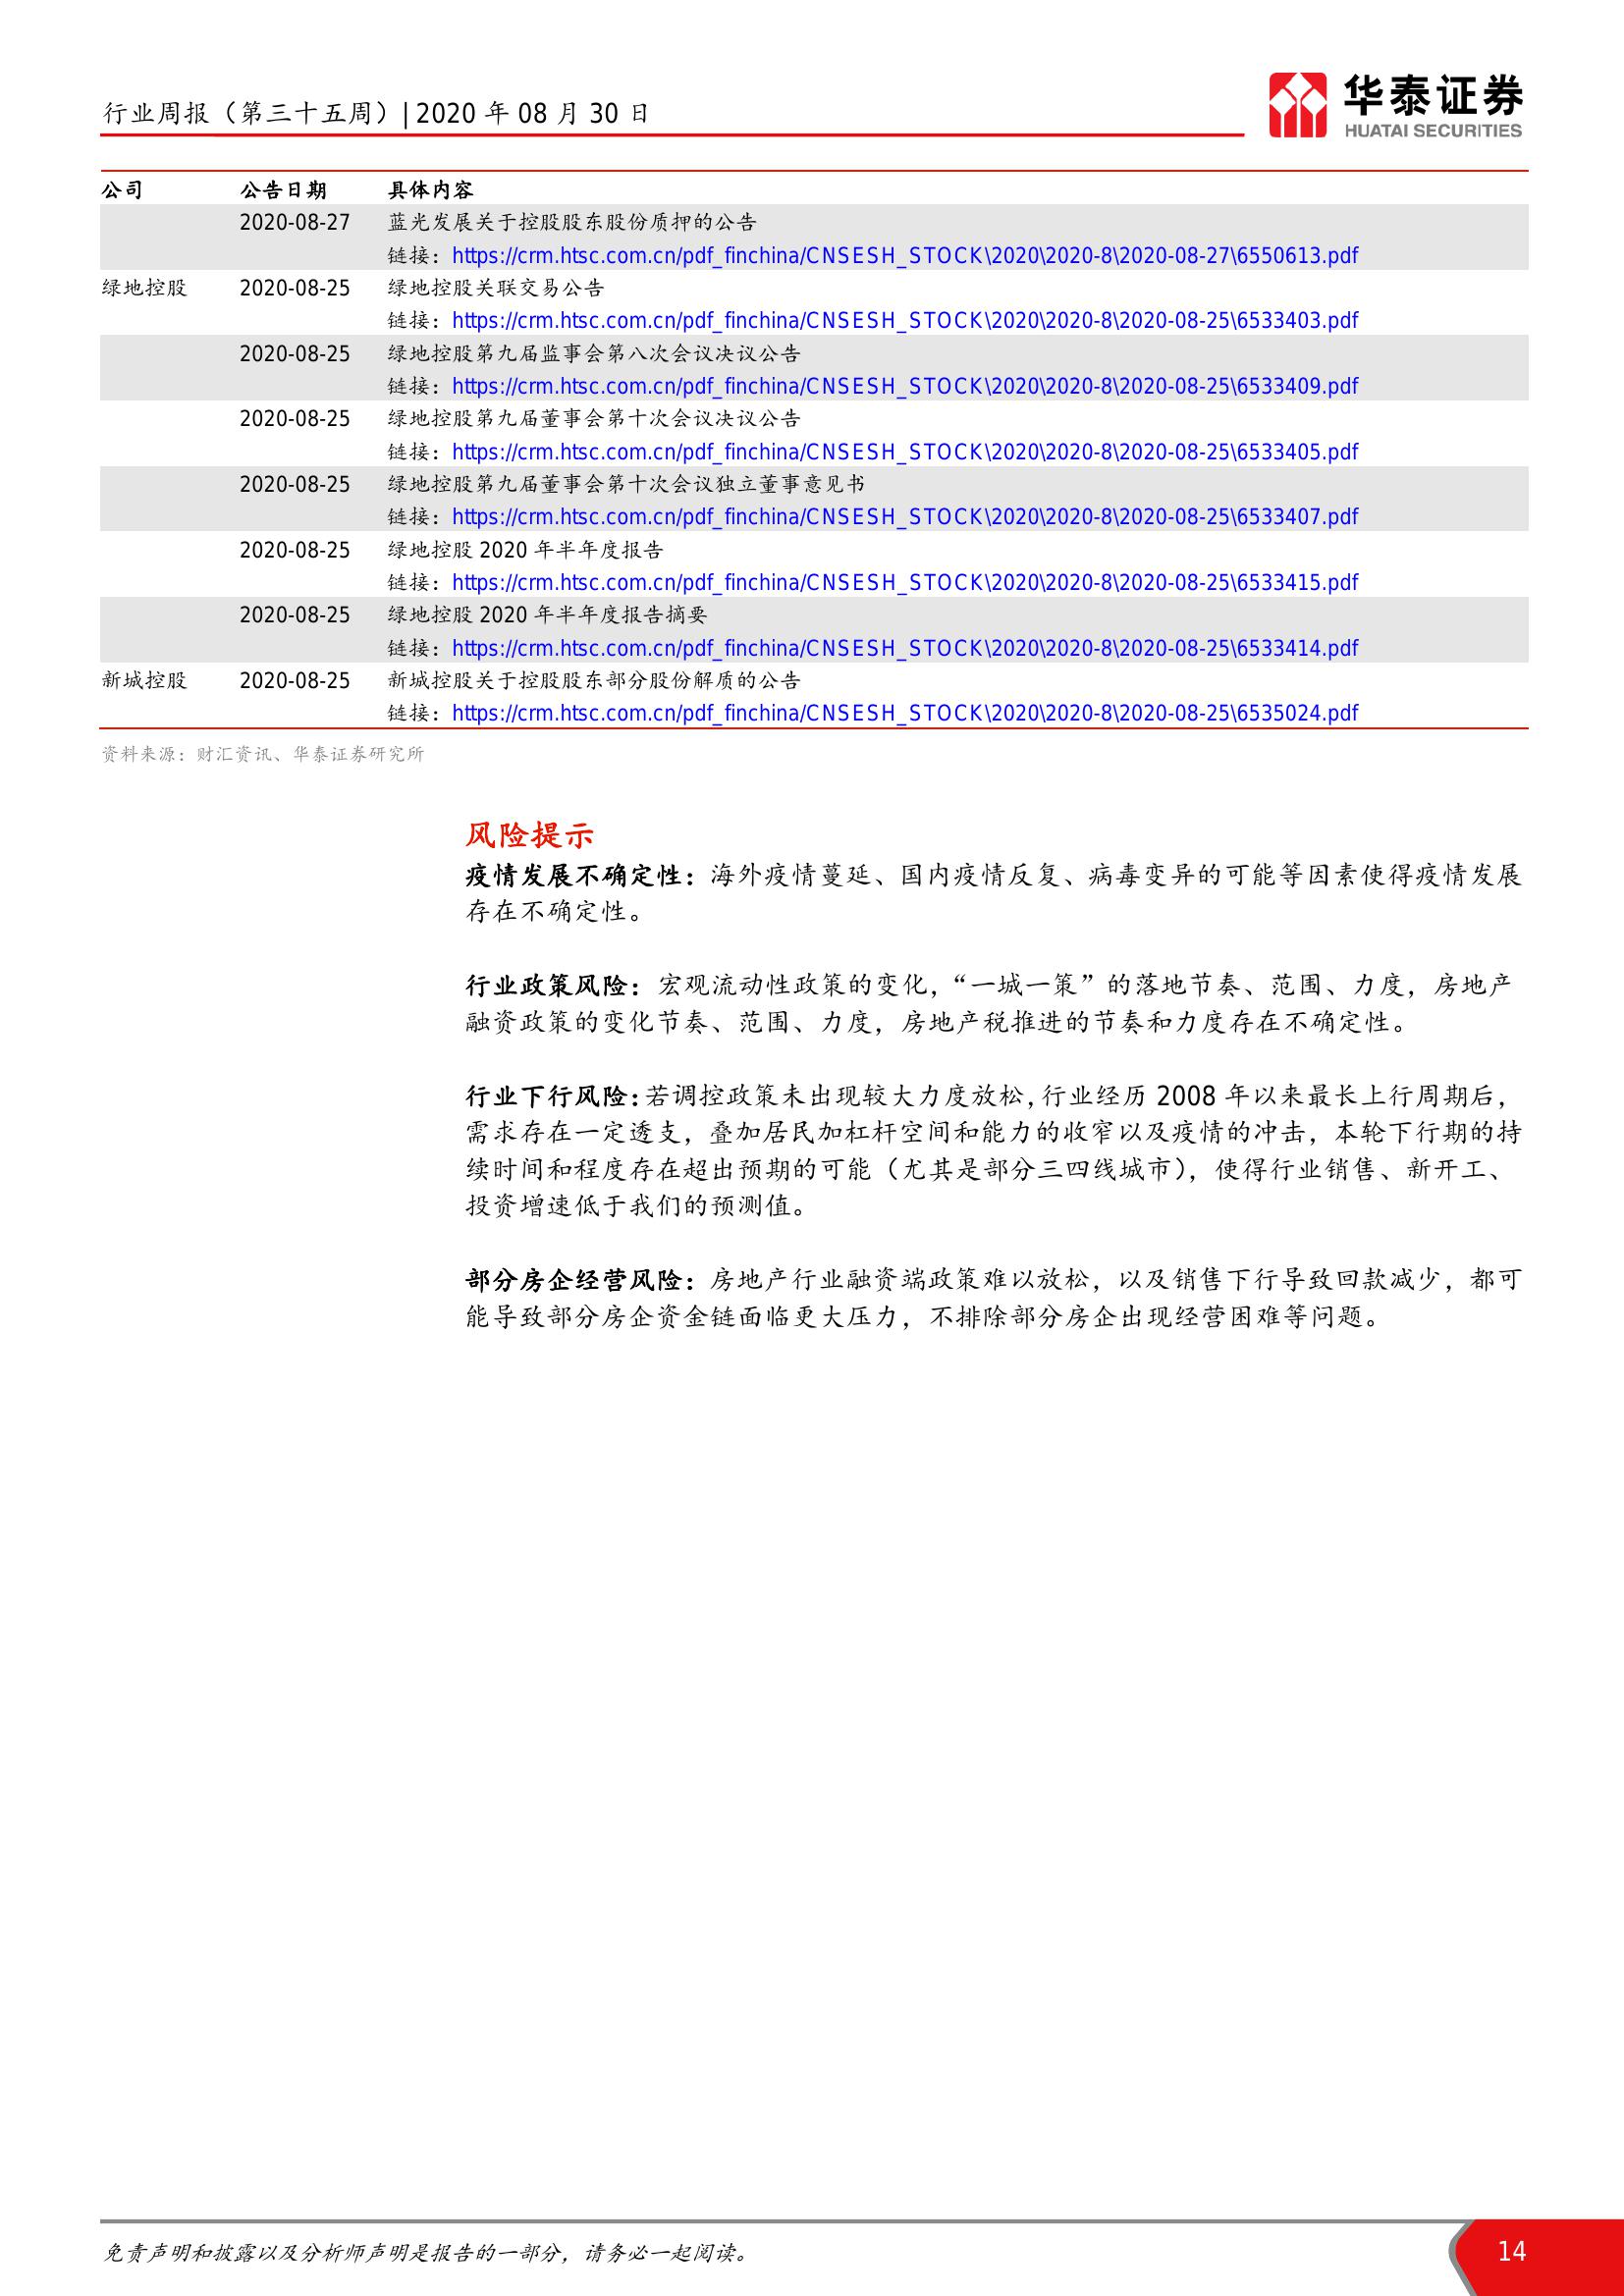 行业周报（第三十五周）| 2020 年 08 月 30 日
华泰证券
HUATAI SECURITIES
公司 公告日期 具体内容
2020-08-27 蓝光发展关于控股股东股份质押的公告
链接：https://crm.htsc.com.cn/pdf_finchina/CNSESH_STOCK\2020\2020-8\2020-08-27\6550613.pdf
绿地控股 2020-08-25 绿地控股关联交易公告
链接：https://crm.htsc.com.cn/pdf_finchina/CNSESH_STOCK\2020\2020-8\2020-08-25\6533403.pdf
2020-08-25 绿地控股第九届监事会第八次会议决议公告
链接：https://crm.htsc.com.cn/pdf_finchina/CNSESH_STOCK\2020\2020-8\2020-08-25\6533409.pdf
2020-08-25 绿地控股第九届董事会第十次会议决议公告
链接：https://crm.htsc.com.cn/pdf_finchina/CNSESH_STOCK\2020\2020-8\2020-08-25\6533405.pdf
2020-08-25 绿地控股第九届董事会第十次会议独立董事意见书
链接：https://crm.htsc.com.cn/pdf_finchina/CNSESH_STOCK\2020\2020-8\2020-08-25\6533407.pdf
2020-08-25 绿地控股 2020 年半年度报告
链接：https://crm.htsc.com.cn/pdf_finchina/CNSESH_STOCK\2020\2020-8\2020-08-25\6533415.pdf
2020-08-25 绿地控股 2020 年半年度报告摘要
链接：https://crm.htsc.com.cn/pdf_finchina/CNSESH_STOCK\2020\2020-8\2020-08-25\6533414.pdf
新城控股 2020-08-25 新城控股关于控股股东部分股份解质的公告
链接：https://crm.htsc.com.cn/pdf_finchina/CNSESH_STOCK\2020\2020-8\2020-08-25\6535024.pdf
资料来源：财汇资讯、华泰证券研究所
风险提示
疫情发展不确定性：海外疫情蔓延、国内疫情反复、病毒变异的可能等因素使得疫情发展
存在不确定性。
行业政策风险：宏观流动性政策的变化，“一城一策”的落地节奏、范围、力度，房地产
融资政策的变化节奏、范围、力度，房地产税推进的节奏和力度存在不确定性。
行业下行风险：若调控政策未出现较大力度放松，行业经历 2008 年以来最长上行周期后，
需求存在一定透支，叠加居民加杠杆空间和能力的收窄以及疫情的冲击，本轮下行期的持
续时间和程度存在超出预期的可能（尤其是部分三四线城市），使得行业销售、新开工、
投资增速低于我们的预测值。
部分房企经营风险：房地产行业融资端政策难以放松，以及销售下行导致回款减少，都可
能导致部分房企资金链面临更大压力，不排除部分房企出现经营困难等问题。
免责声明和披露以及分析师声明是报告的一部分，请务必一起阅读。
14